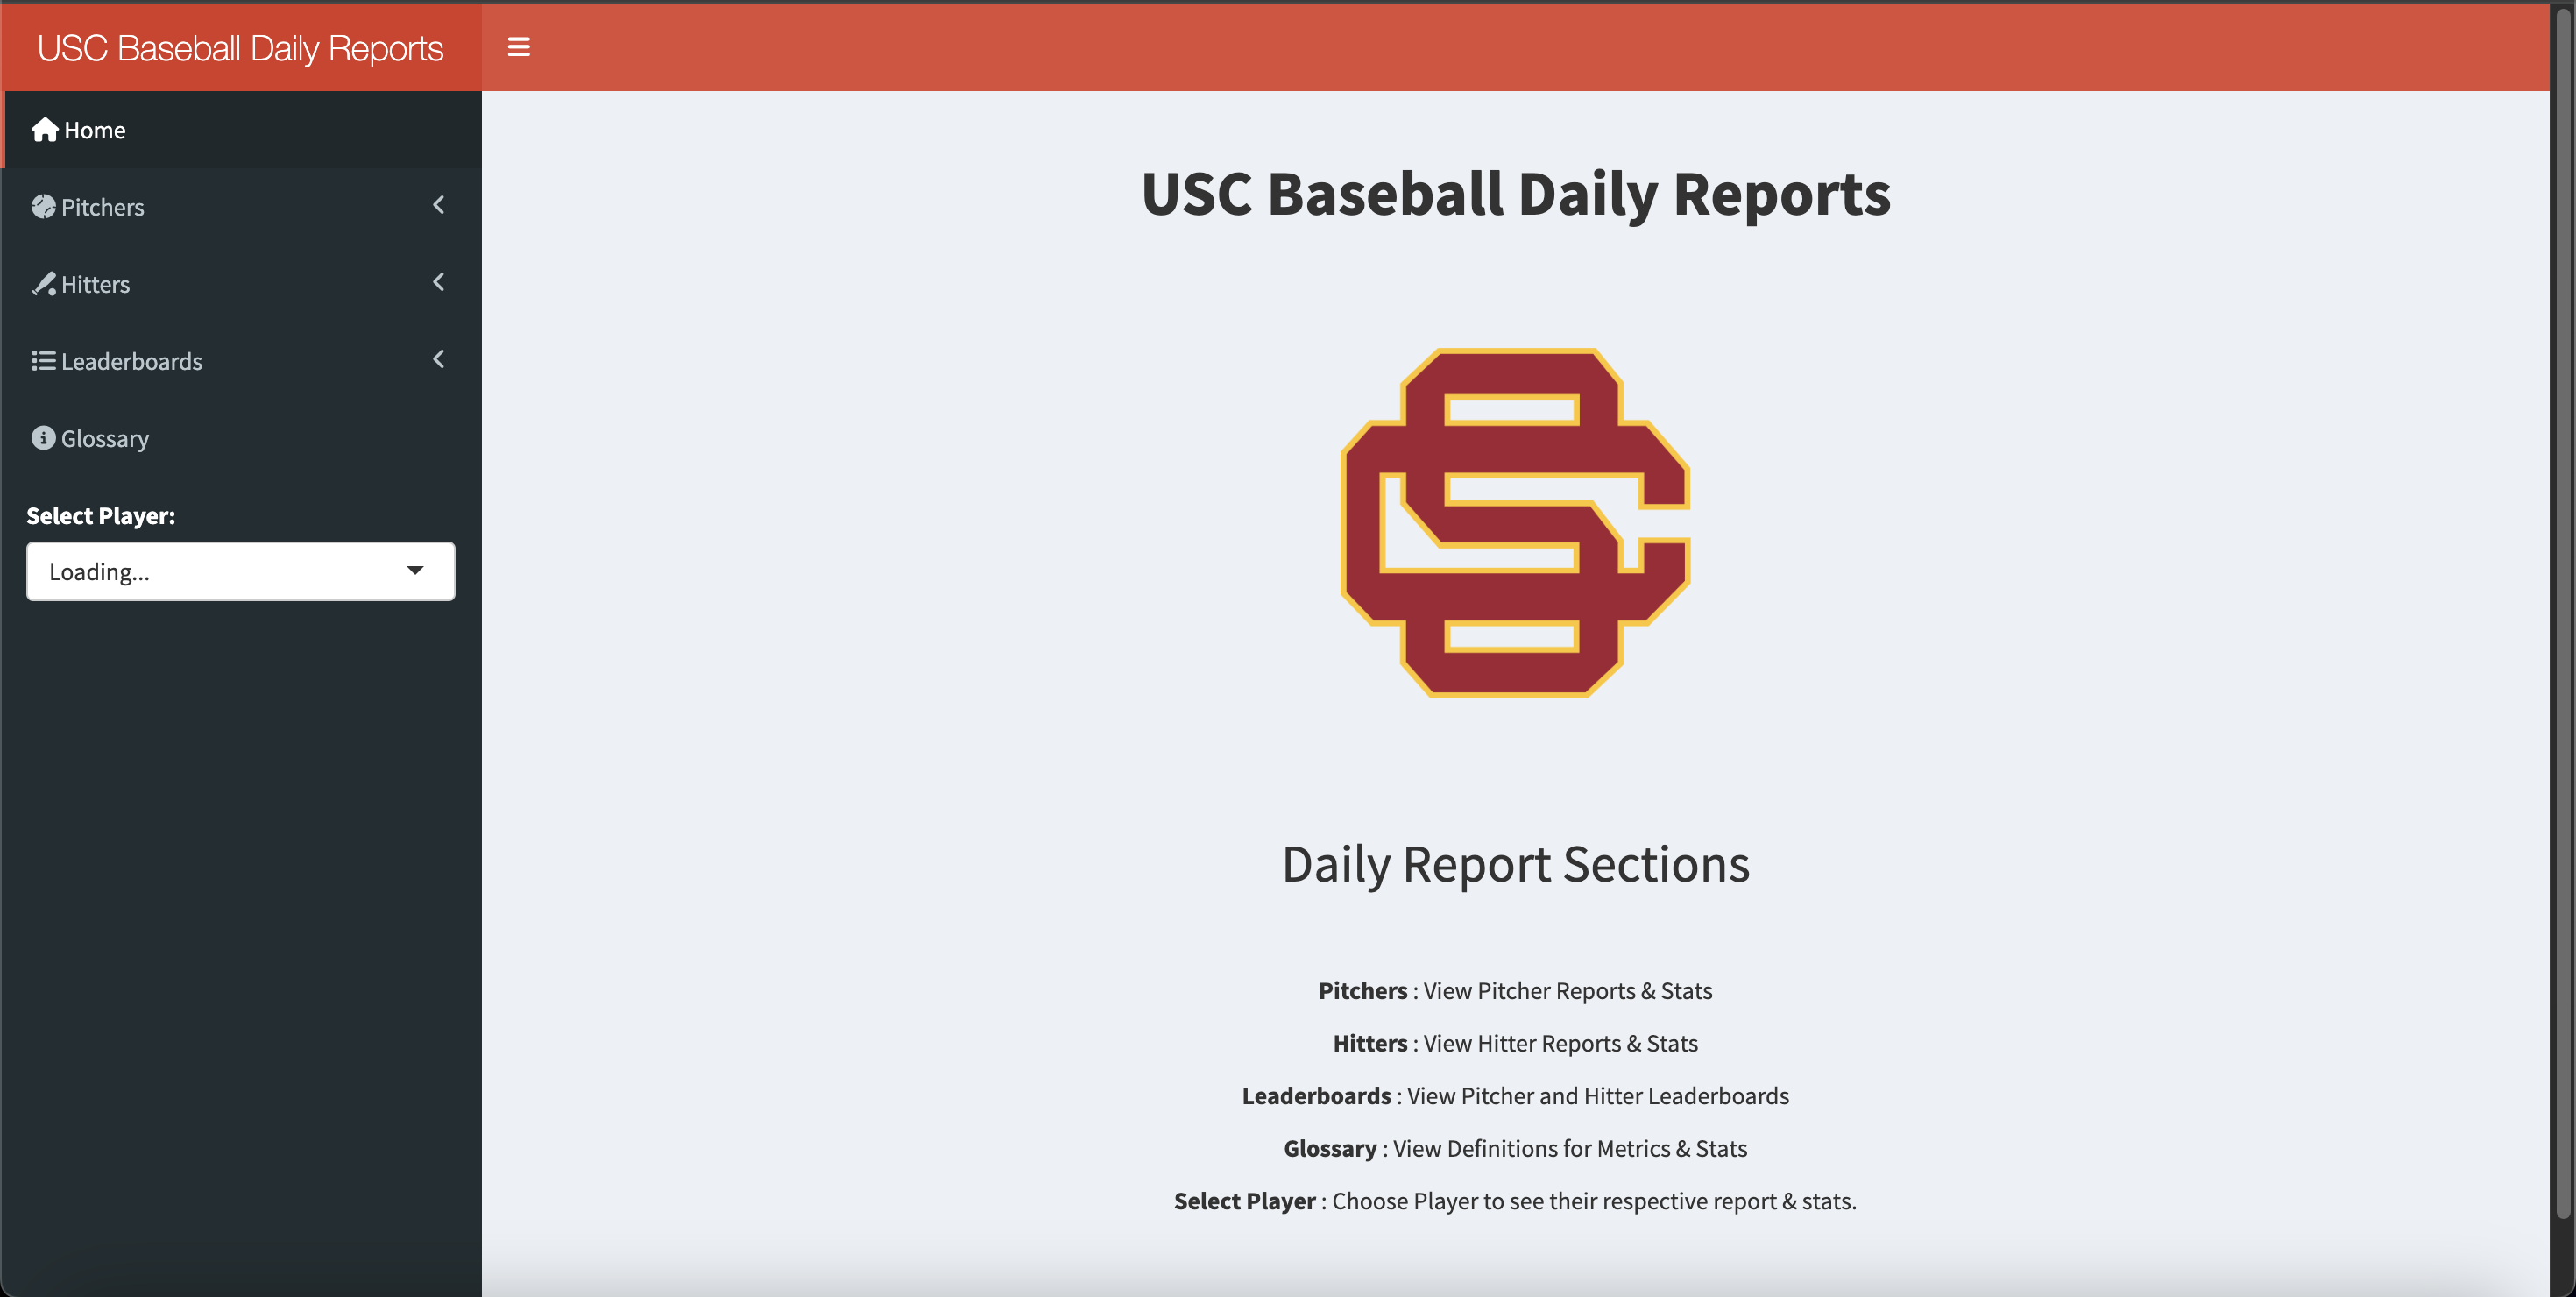 USC Baseball Daily Reports
Home
Pitchers
Hitters
Leaderboards
Glossary
Select Player:
Loading...
USC Baseball Daily Reports
SC
Daily Report Sections
Pitchers : View Pitcher Reports & Stats
Hitters : View Hitter Reports & Stats
Leaderboards : View Pitcher and Hitter Leaderboards
Glossary : View Definitions for Metrics & Stats
Select Player : Choose Player to see their respective report & stats.